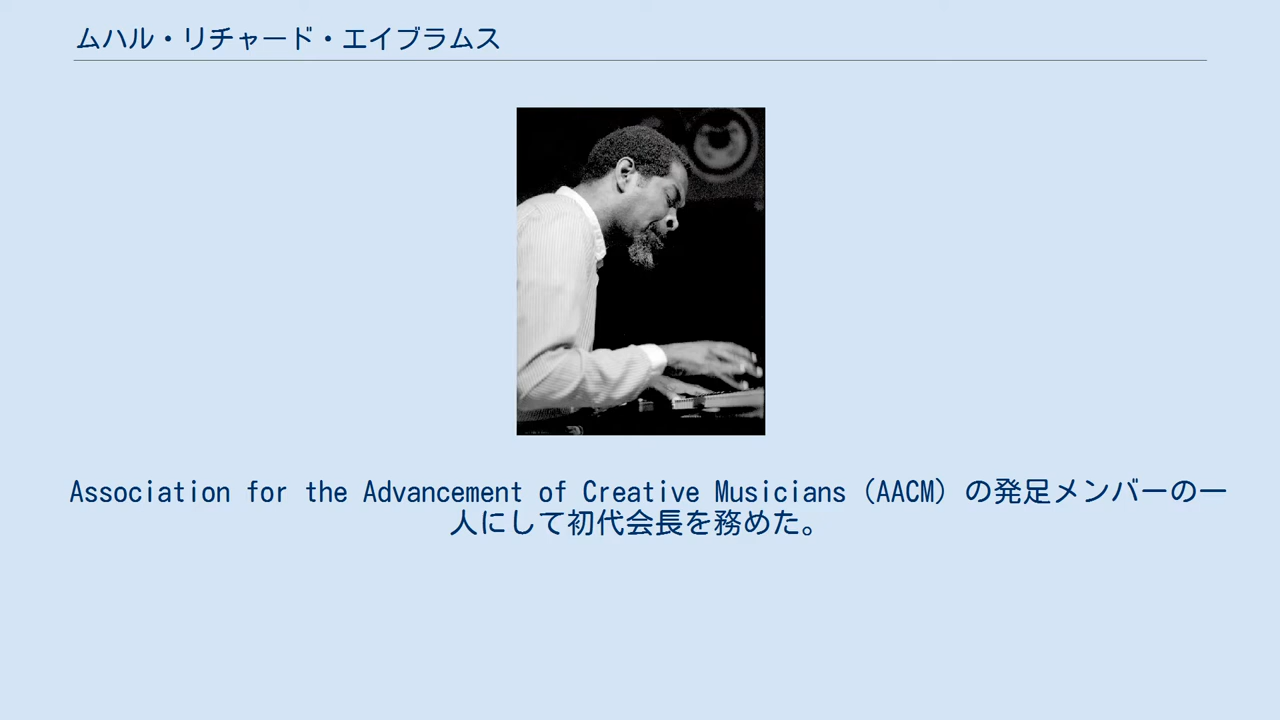 ムハル・リチャード・エイブラムス
Association for the Advancement of Creative Musicians（AACM）の発足メンバーの一
人にして初代会長を務めた。